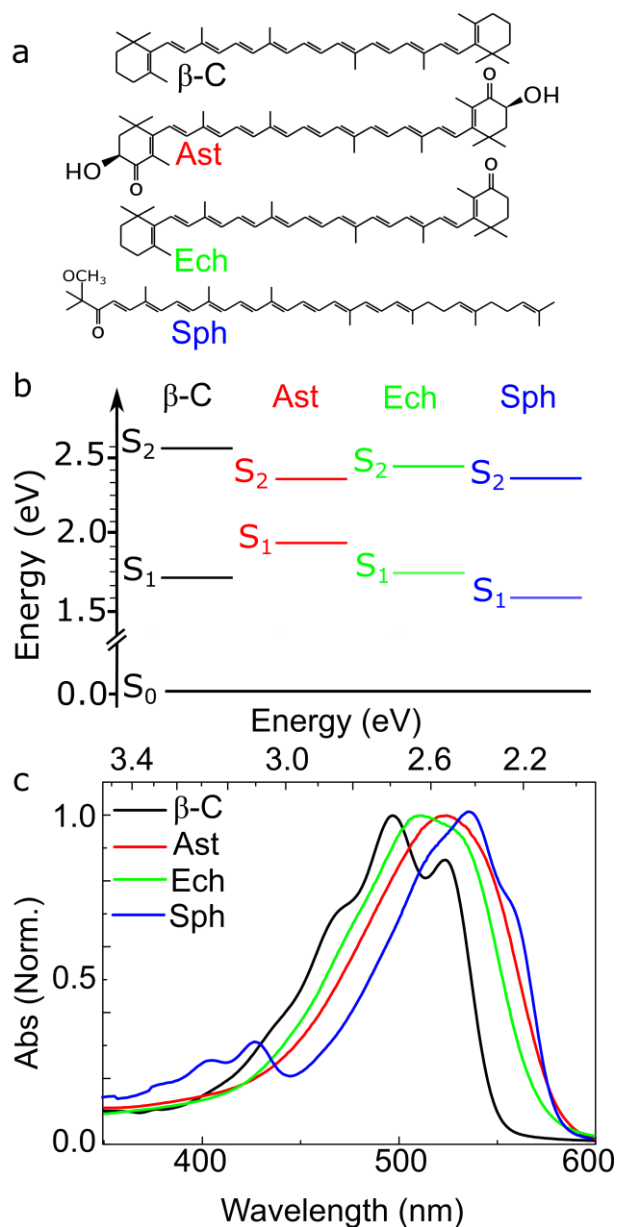 a
β-C
OH
O
HO
O
Ast
O
Ech
OCH3
O
Sph
b
β-C Ast Ech Sph
Energy (eV)
2.5
2.0
1.5
0.0
S2
S2
S2
S2
S1
S1
S1
S1
S0
Energy (eV)
3.4 3.0 2.6 2.2
c
β-C
Ast
Ech
Sph
Abs (Norm.)
1.0
0.5
0.0
400 500 600
Wavelength (nm)